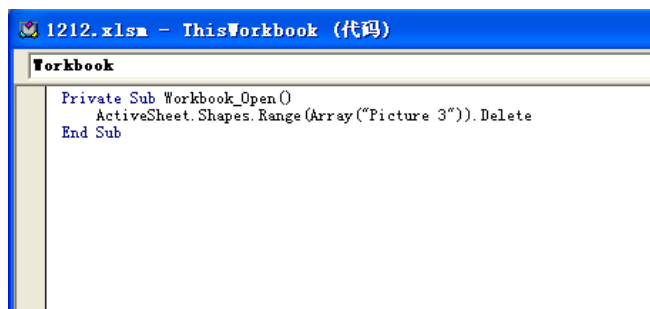 1212.xlsm - ThisWorkbook (代码)
Workbook
Private Sub Workbook_Open()
ActiveSheet.Shapes.Range(Array("Picture 3")).Delete
End Sub